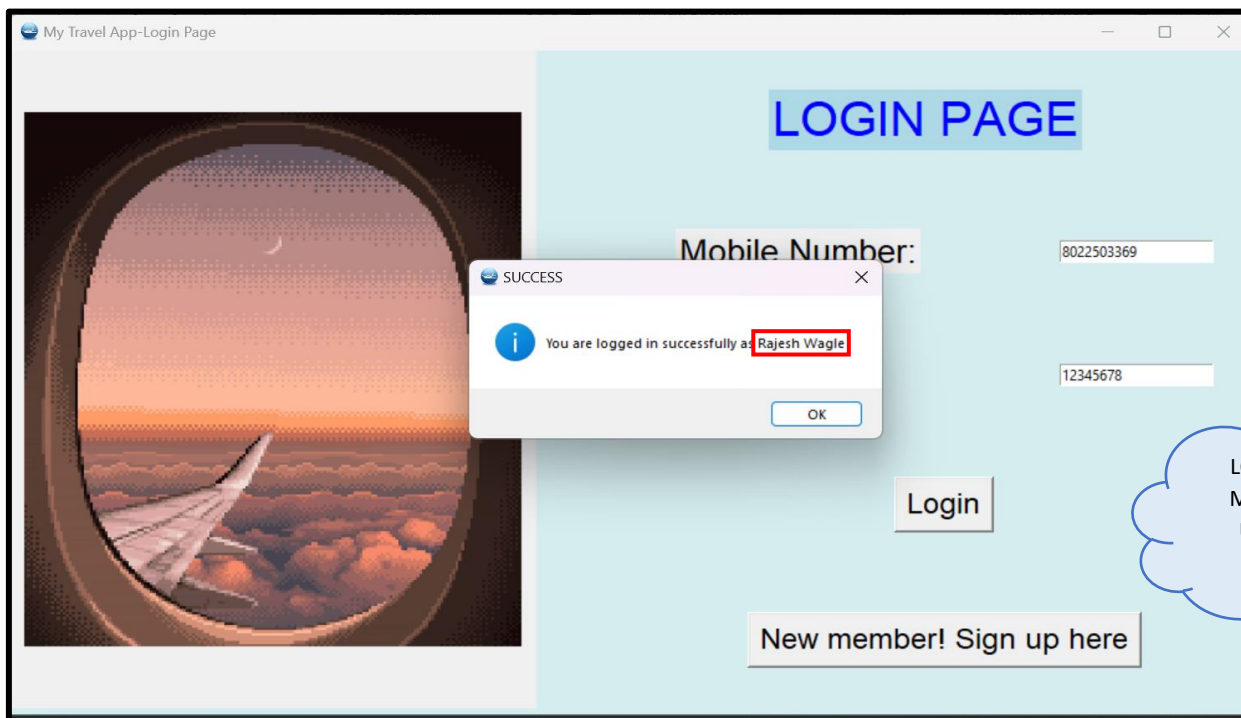 My Travel App-Login Page
LOGIN PAGE
Mobile Number:
8022503369
SUCCESS
You are logged in successfully as Rajesh Wagle
OK
12345678
Login
New member! Sign up here